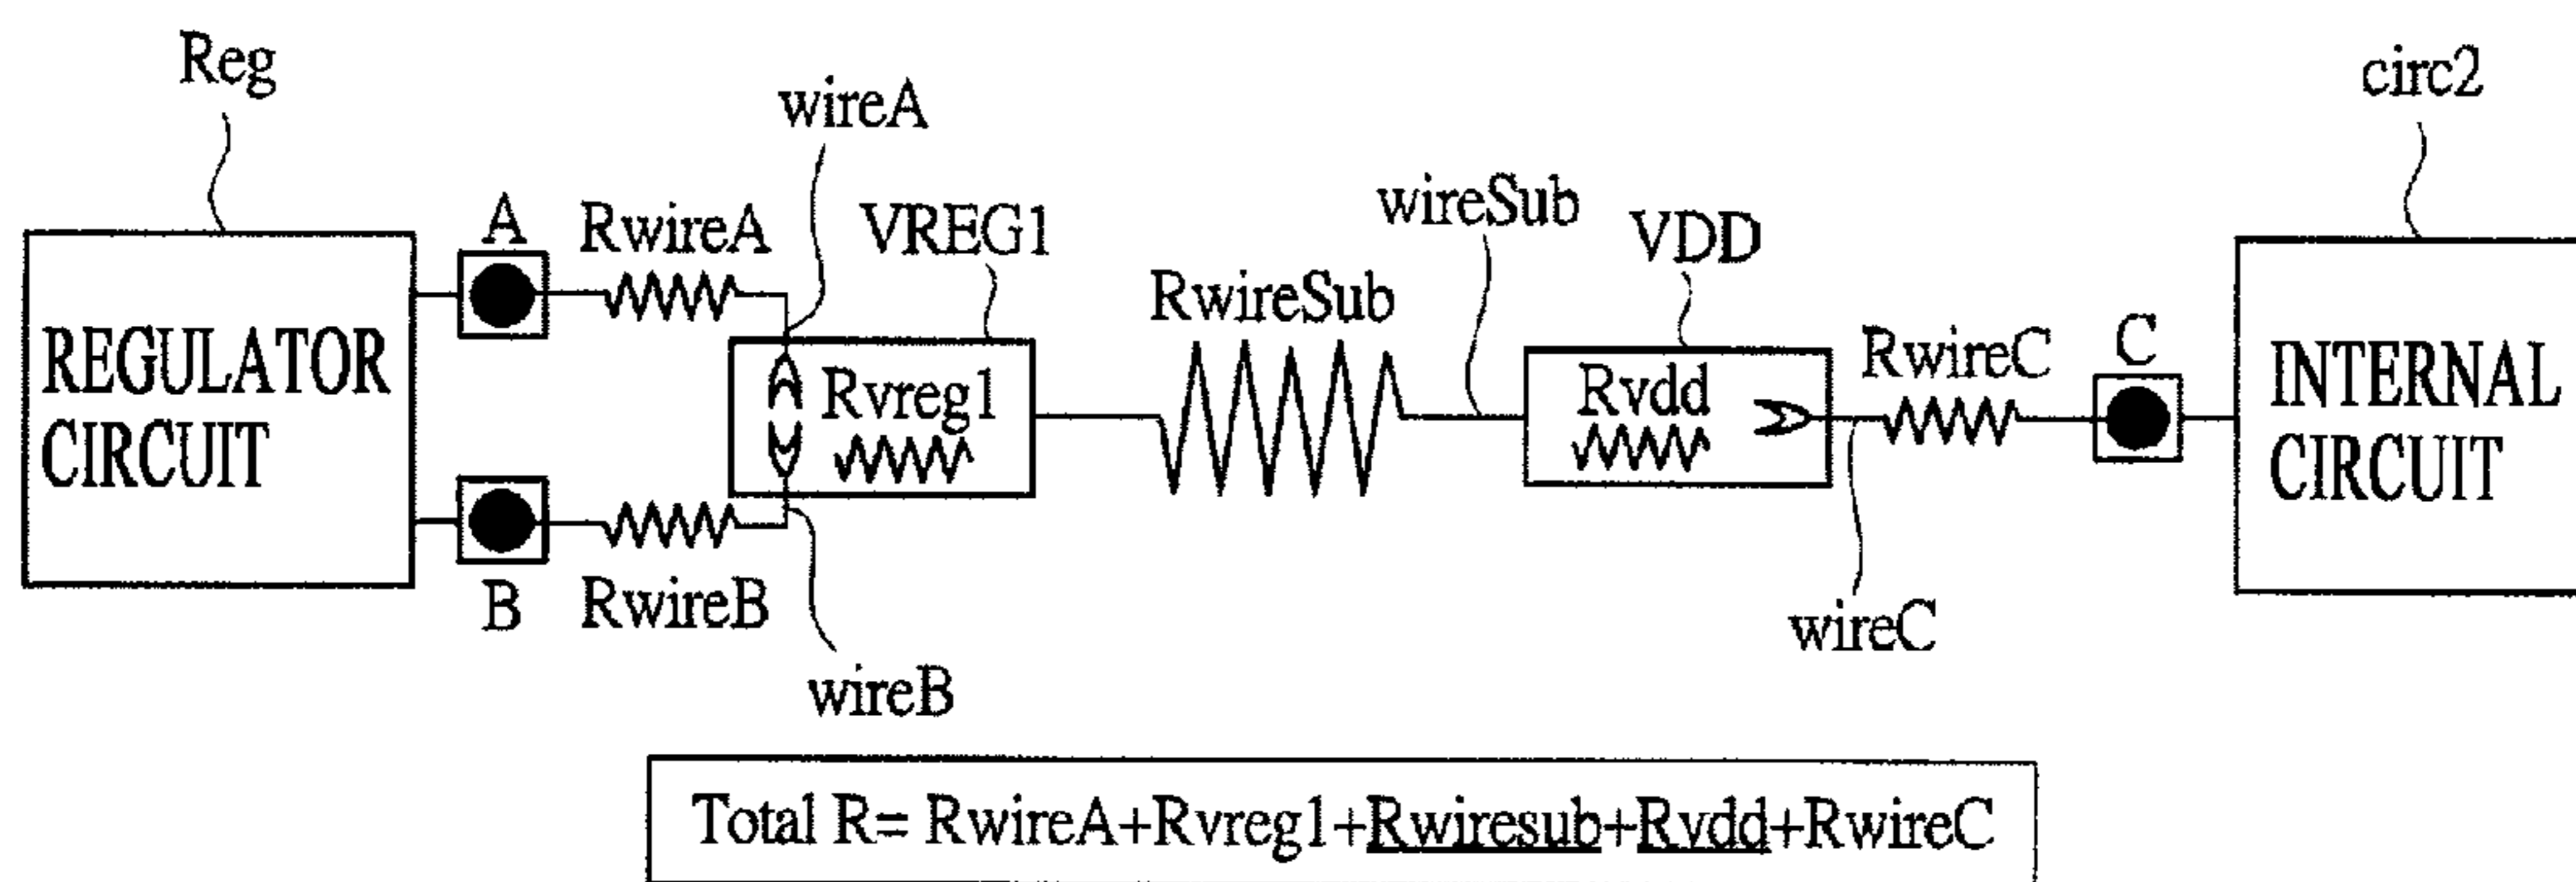 Reg
circ2
wireA
wireSub
A
RwireA
VREG1
VDD
RwireSub
RwireC
C
REGULATOR
CIRCUIT
Rvreg1
Rvdd
INTERNAL
CIRCUIT
B
RwireB
wireC
wireB
Total R= RwireA+Rvreg1+Rwiresub+Rvdd+RwireC